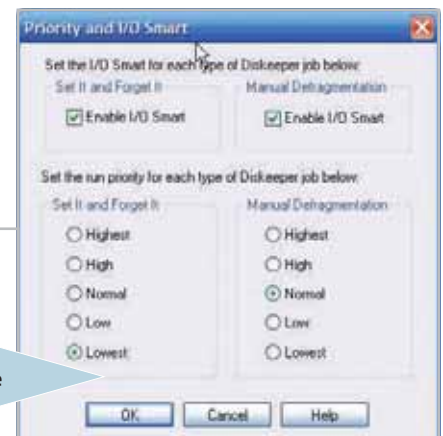 Priority and I/O Smart
Set the I/O Smart for each type of Diskeeper job below:
Set It and Forget It
Manual Defragmentation
Enable I/O Smart
Enable I/O Smart
Set the run priority for each type of Diskeeper job below:
Set It and Forget It
Manual Defragmentation
Highest
Highest
High
High
Normal
Normal
Low
Low
Lowest
Lowest
e
OK
Cancel
Help